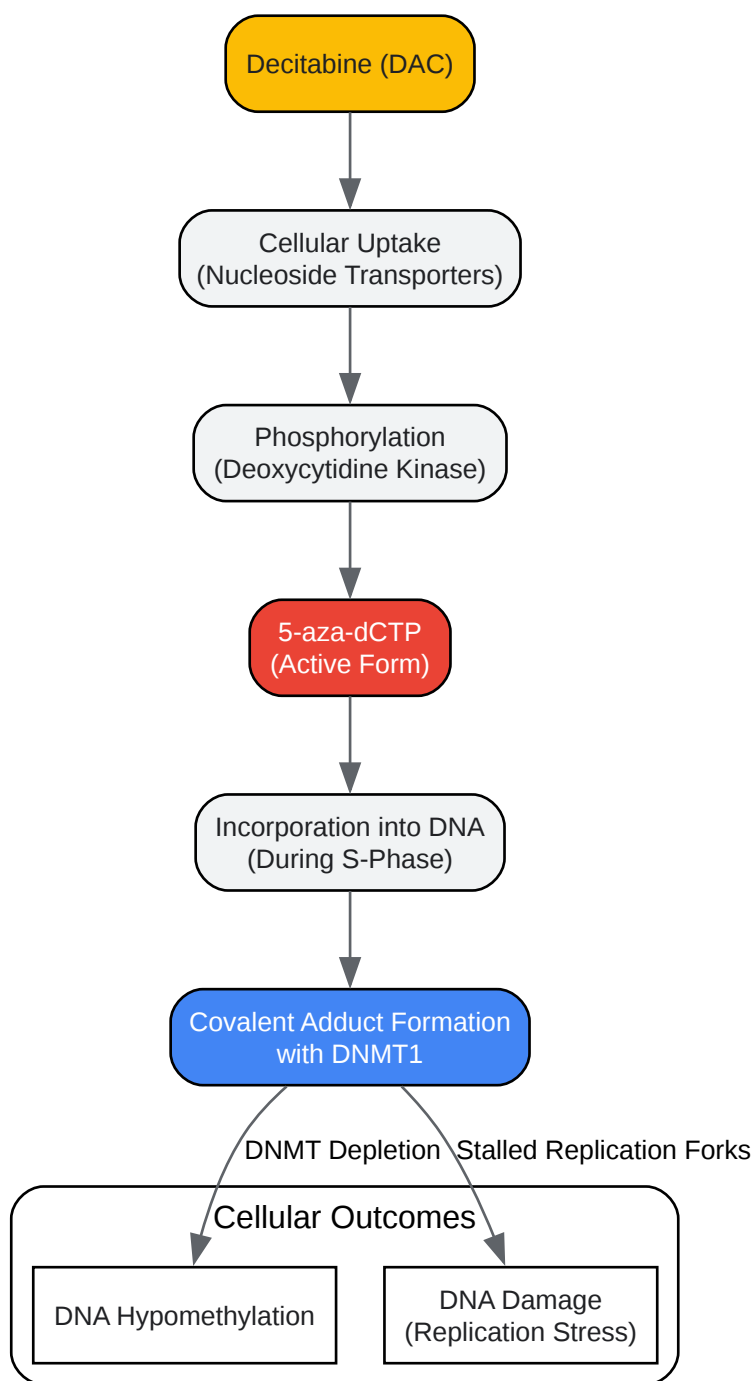 Decitabine (DAC)
Cellular Uptake
(Nucleoside Transporters)
Phosphorylation
(Deoxycytidine Kinase)
5-aza-dCTP
(Active Form)
Incorporation into DNA
(During S-Phase)
Covalent Adduct Formation
with DNMT1
DNMT Depletion
Stalled Replication Forks
Cellular Outcomes
DNA Hypomethylation
DNA Damage
(Replication Stress)